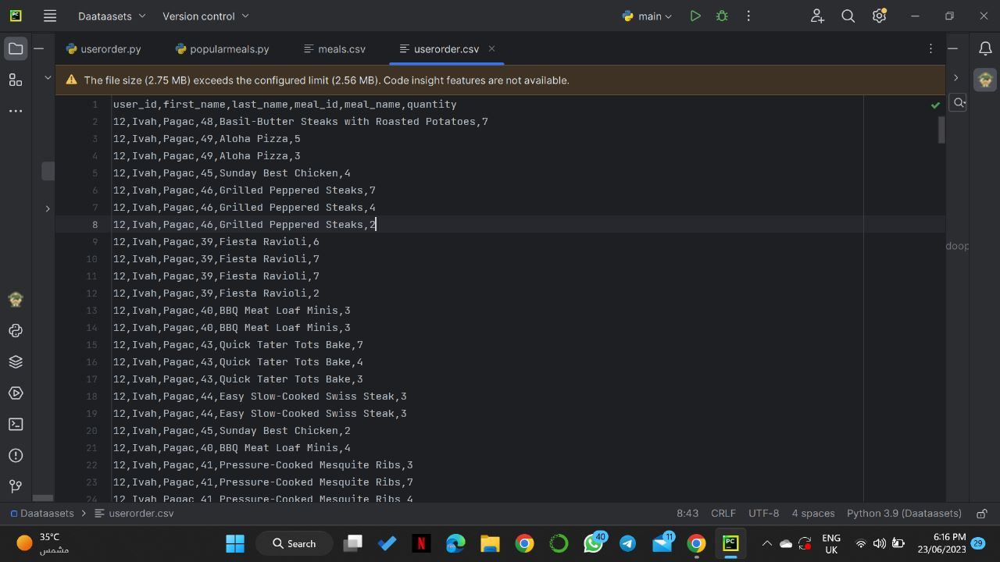 PC Dataasets Version control main
userorder.py popularmeals.py meals.csv userorder.csv
The file size (2.75 MB) exceeds the configured limit (2.56 MB). Code insight features are not available.
1 user_id,first_name,last_name,meal_id,meal_name,quantity
2 12,Ivah,Pagac,48,Basil-Butter Steaks with Roasted Potatoes,7
3 12,Ivah,Pagac,49,Aloha Pizza,5
4 12,Ivah,Pagac,49,Aloha Pizza,3
5 12,Ivah,Pagac,45,Sunday Best Chicken,4
6 12,Ivah,Pagac,46,Grilled Peppered Steaks,7
7 12,Ivah,Pagac,46,Grilled Peppered Steaks,4
8 12,Ivah,Pagac,46,Grilled Peppered Steaks,2
9 12,Ivah,Pagac,39,Fiesta Ravioli,6
doop
10 12,Ivah,Pagac,39,Fiesta Ravioli,7
11 12,Ivah,Pagac,39,Fiesta Ravioli,7
12 12,Ivah,Pagac,39,Fiesta Ravioli,2
13 12,Ivah,Pagac,40,BBQ Meat Loaf Minis,3
14 12,Ivah,Pagac,40,BBQ Meat Loaf Minis,3
15 12,Ivah,Pagac,43,Quick Tater Tots Bake,7
16 12,Ivah,Pagac,43,Quick Tater Tots Bake,4
17 12,Ivah,Pagac,43,Quick Tater Tots Bake,3
18 12,Ivah,Pagac,44,Easy Slow-Cooked Swiss Steak,3
19 12,Ivah,Pagac,44,Easy Slow-Cooked Swiss Steak,3
20 12,Ivah,Pagac,45,Sunday Best Chicken,2
21 12,Ivah,Pagac,40,BBQ Meat Loaf Minis,4
22 12,Ivah,Pagac,41,Pressure-Cooked Mesquite Ribs,3
23 12,Ivah,Pagac,41,Pressure-Cooked Mesquite Ribs,7
24 12,Ivah,Pagac,41,Pressure-Cooked Mesquite Ribs,4
Dataasets userorder.csv 8:43 CRLF UTF-8 4 spaces Python 3.9 (Dataasets)
35°C
مشمس
Search
N
40
11
PC
ENG
UK
6:16 PM
23/06/2023
29